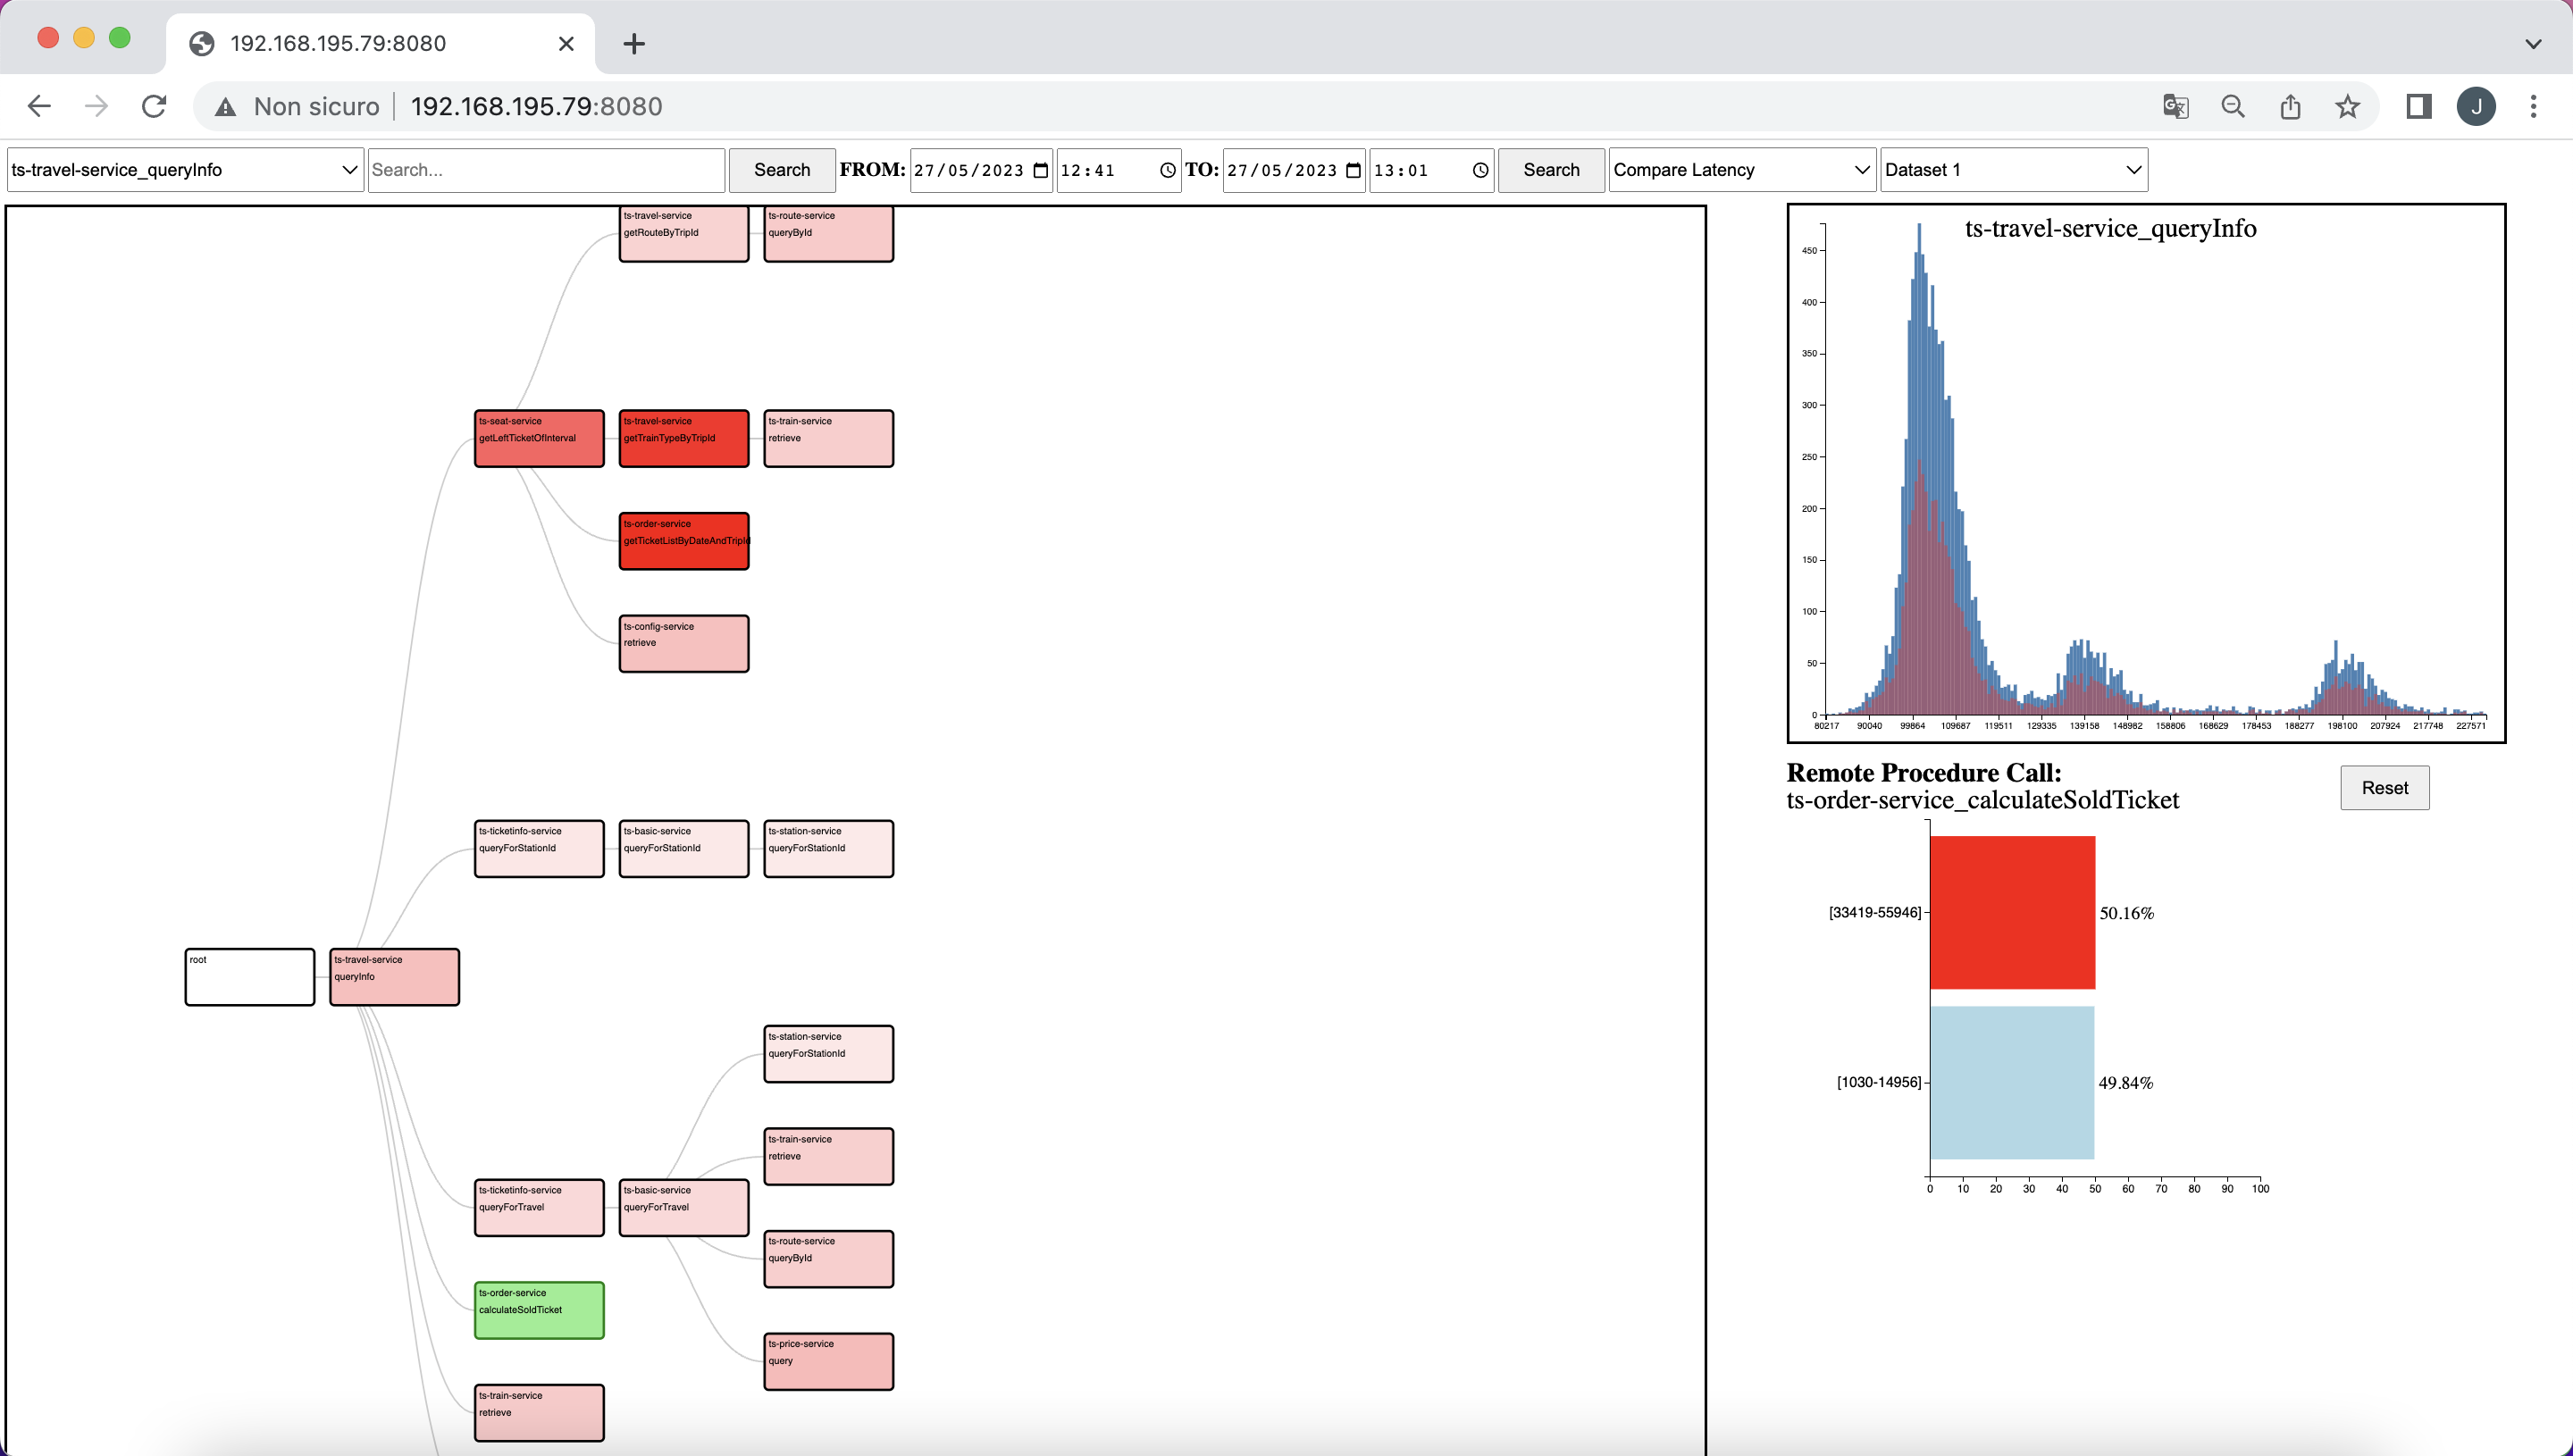 192.168.195.79:8080
Non sicuro
192.168.195.79:8080
J
ts-travel-service_queryInfo
Search...
Search
FROM:
27/05/2023
12:41
TO:
27/05/2023
13:01
Search
Compare Latency
Dataset 1
ts-travel-service
getRouteByTripId
ts-route-service
queryById
ts-seat-service
getLeftTicketOfInterval
ts-travel-service
getTrainTypeByTripId
ts-train-service
retrieve
ts-order-service
getTicketListByDateAndTripId
ts-config-service
retrieve
ts-ticketinfo-service
queryForStationId
ts-basic-service
queryForStationId
ts-station-service
queryForStationId
root
ts-travel-service
queryInfo
ts-station-service
queryForStationId
ts-train-service
retrieve
ts-ticketinfo-service
queryForTravel
ts-basic-service
queryForTravel
ts-route-service
queryById
ts-order-service
calculateSoldTicket
ts-price-service
query
ts-train-service
retrieve
ts-travel-service_queryInfo
450
400
350
300
250
200
150
100
50
0
80217 90040 99864 109687 119511 129335 139158 148982 158806 168629 178453 188277 198100 207924 217748 227571
Remote Procedure Call:
ts-order-service_calculateSoldTicket
Reset
[33419-55946]
50.16%
[1030-14956]
49.84%
0 10 20 30 40 50 60 70 80 90 100